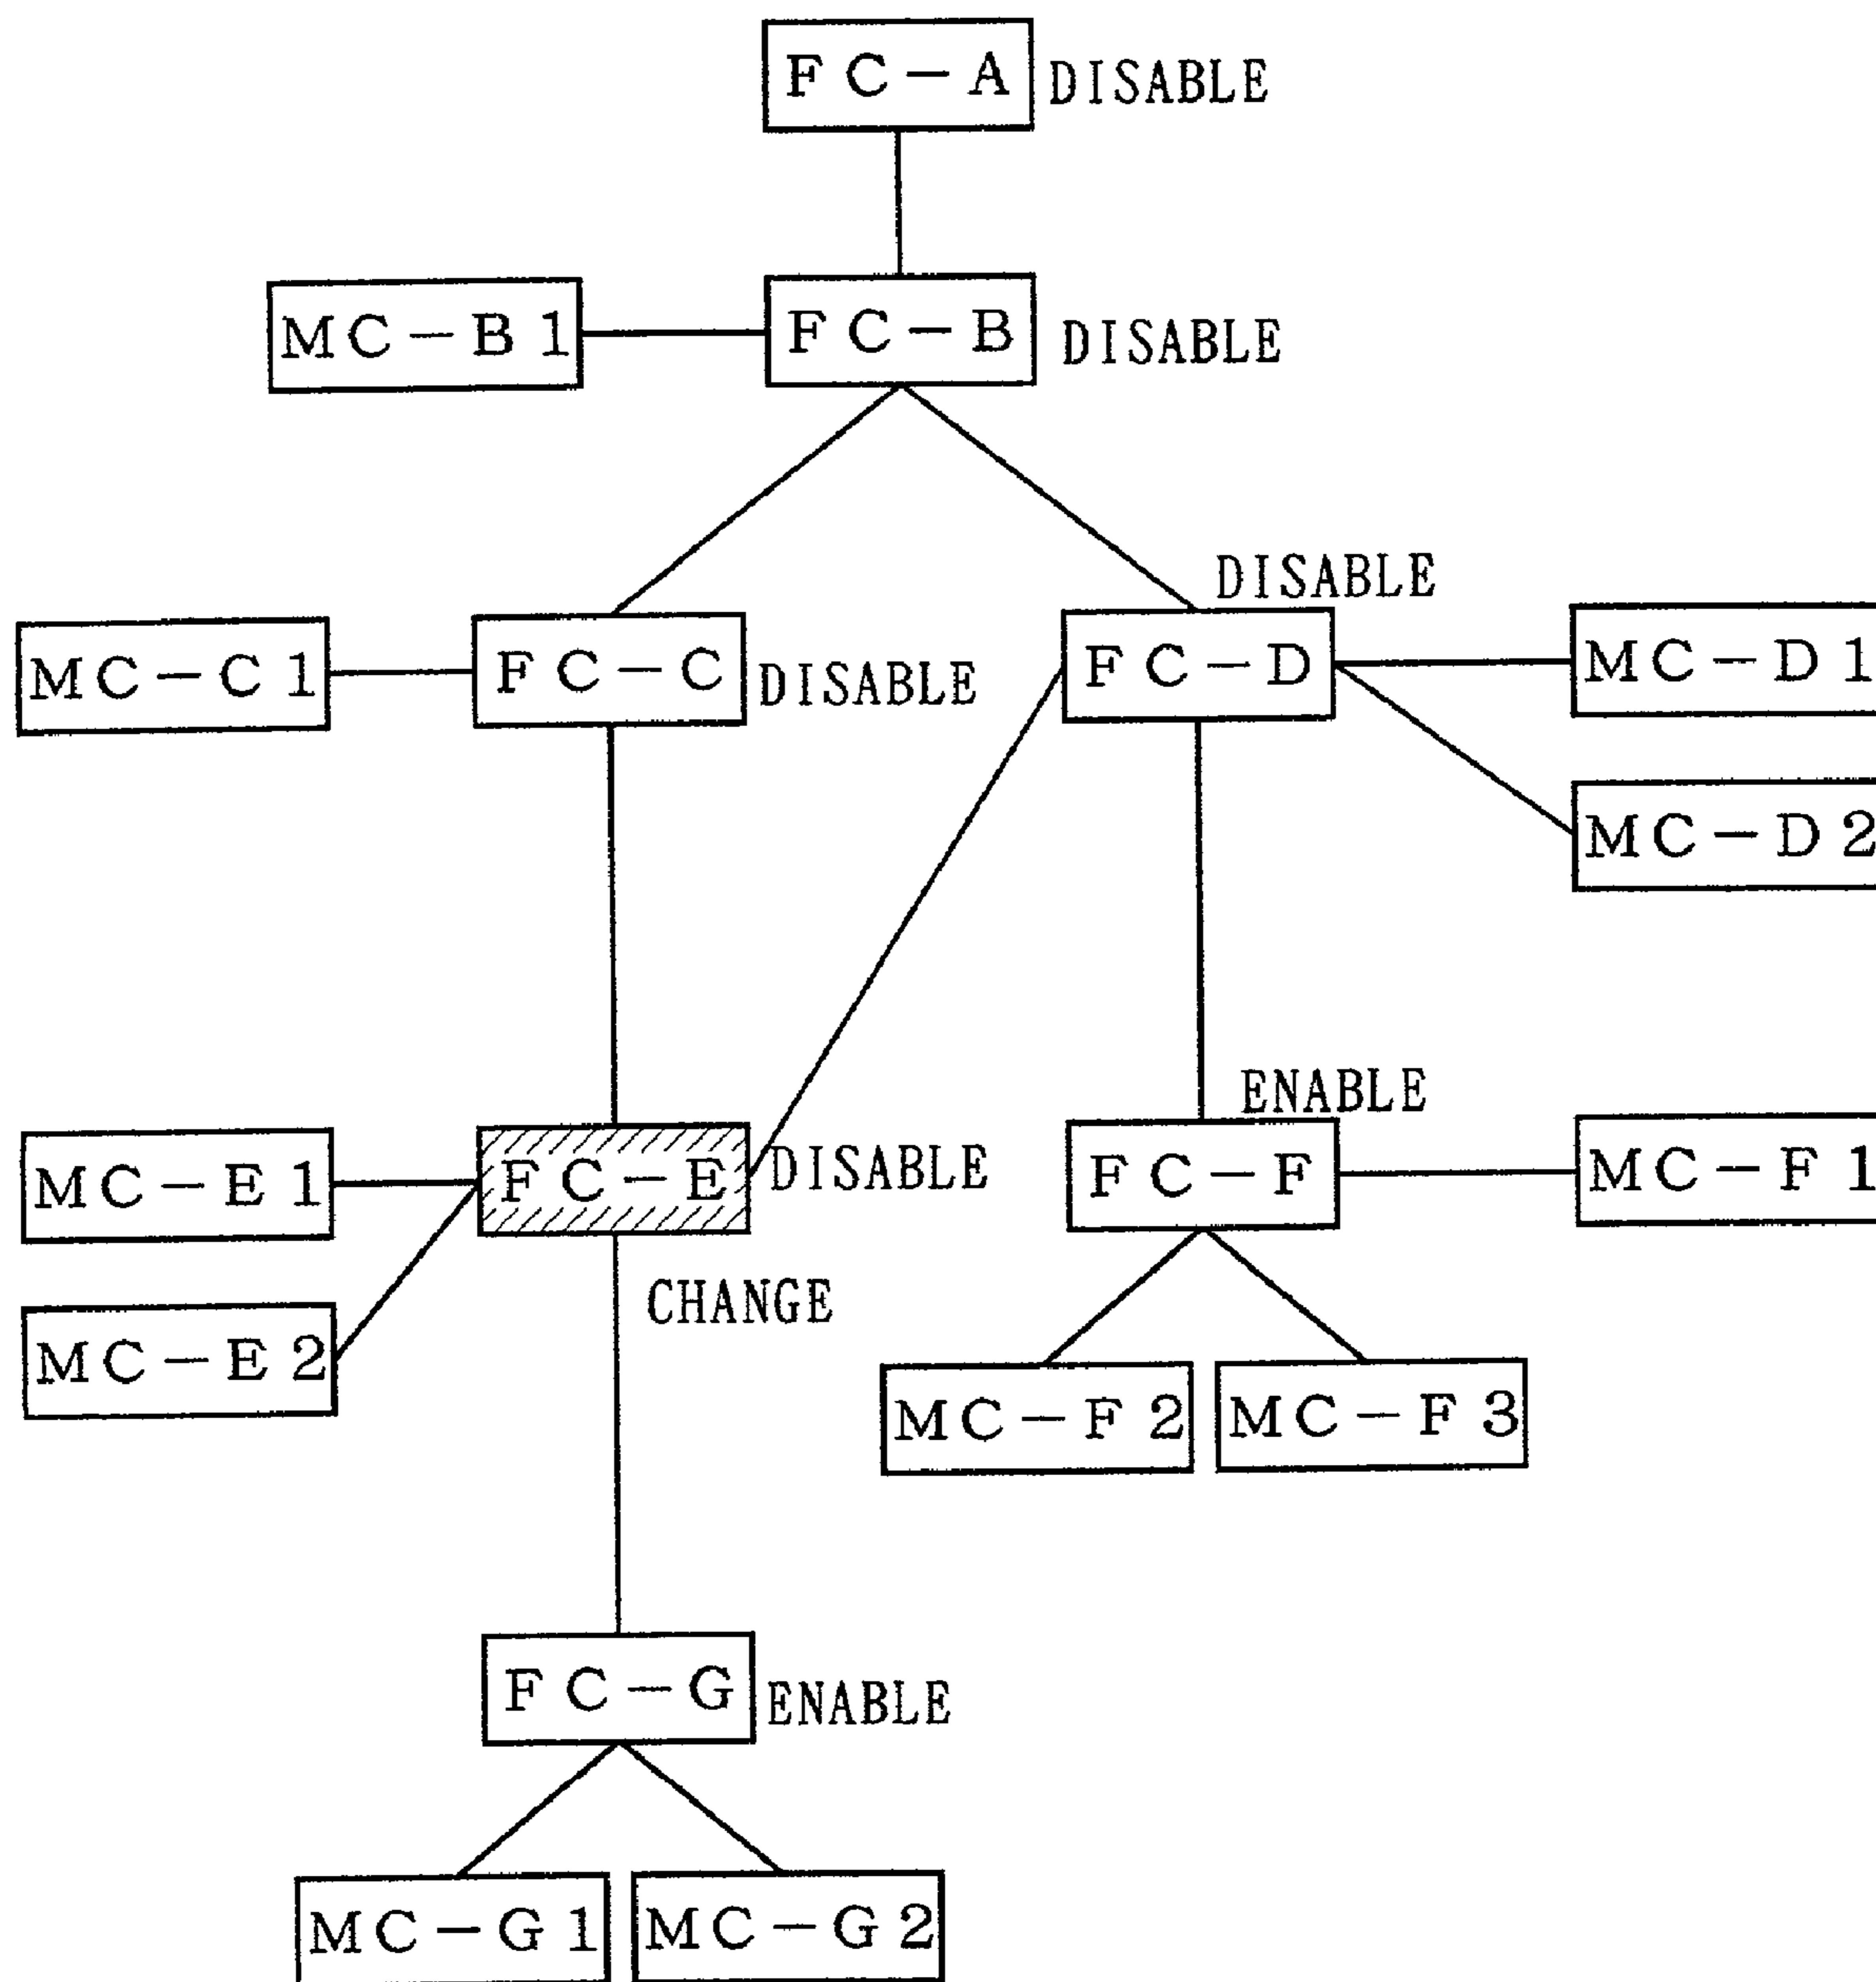 FC-A DISABLE
MC-B1 FC-B DISABLE
DISABLE
MC-C1 FC-C DISABLE FC-D MC-D1
MC-D2
ENABLE
MC-E1 FC-E DISABLE FC-F MC-F1
CHANGE
MC-E2 MC-F2 MC-F3
FC-G ENABLE
MC-G1 MC-G2